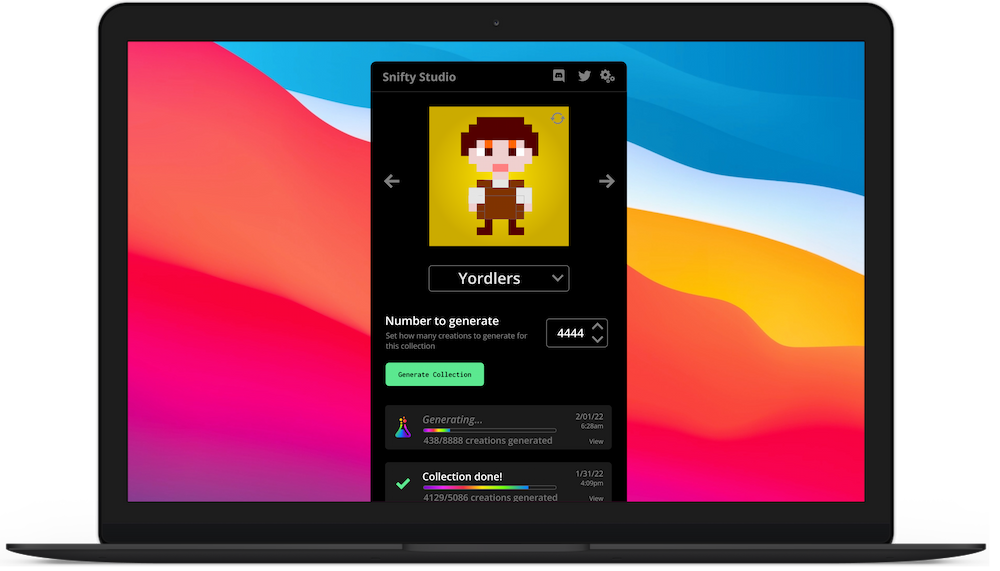 Snifty Studio
Yordlers
Number to generate
Set how many creations to generate for
this collection
4444
Generate Collection
Generating...
2/01/22
6:28am
438/8888 creations generated
View
Collection done!
1/31/22
4:09pm
4129/5086 creations generated
View